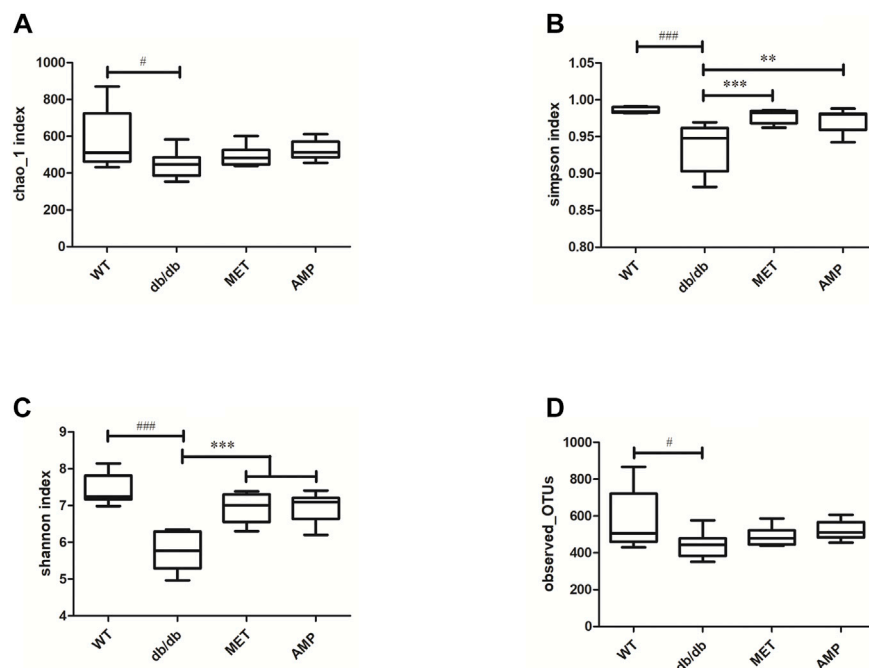 A
#
1000
800
600
400
200
0
chao_1 index
WT
db/db
MET
AMP
B
###
**
***
1.05
1.00
0.95
0.90
0.85
0.80
simpson index
WT
db/db
MET
AMP
C
###
***
9
8
7
6
5
4
shannon index
WT
db/db
MET
AMP
D
#
1000
800
600
400
200
0
observed_OTUs
WT
db/db
MET
AMP